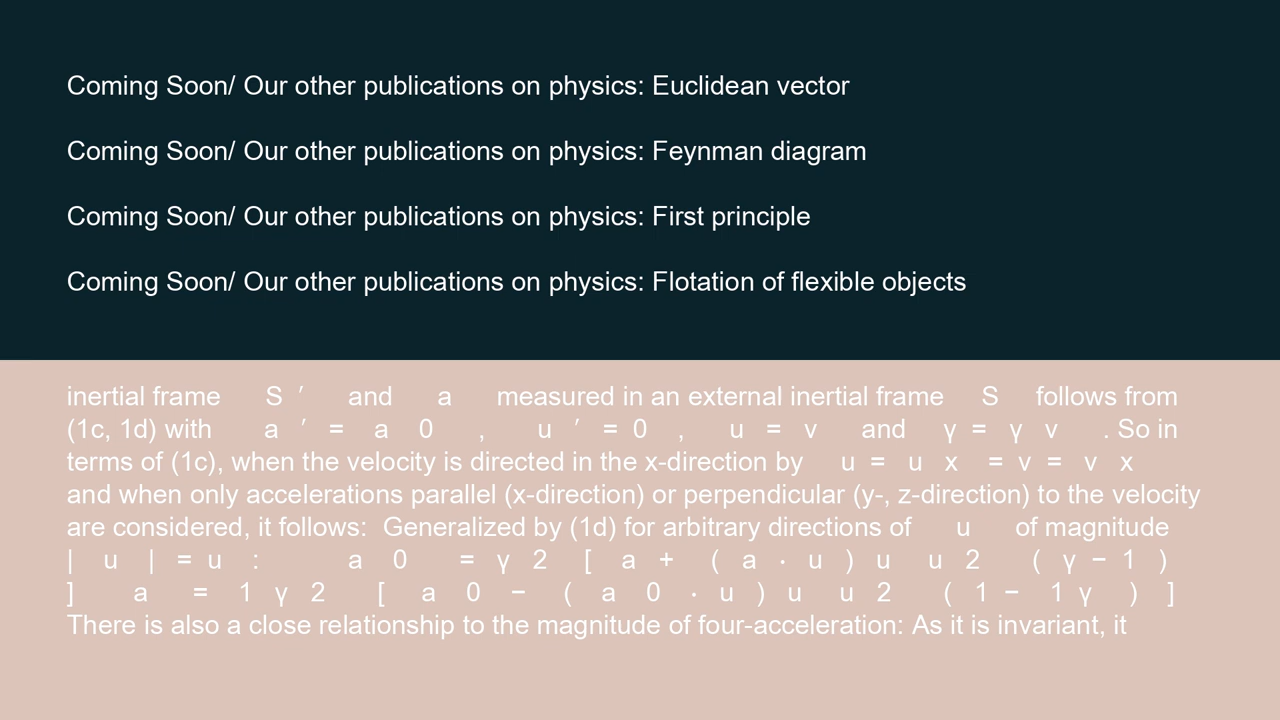 Coming Soon/ Our other publications on physics: Euclidean vector
Coming Soon/ Our other publications on physics: Feynman diagram
Coming Soon/ Our other publications on physics: First principle
Coming Soon/ Our other publications on physics: Flotation of flexible objects
inertial frame S ′ and a measured in an external inertial frame S follows from
(1c, 1d) with a ′ = a 0 , u ′ = 0 , u = v and γ = γ v . So in
terms of (1c), when the velocity is directed in the x-direction by u = u x = v = v x
and when only accelerations parallel (x-direction) or perpendicular (y-, z-direction) to the velocity
are considered, it follows: Generalized by (1d) for arbitrary directions of u of magnitude
| u | = u : a 0 = γ 2 [ a + ( a ⋅ u ) u u 2 ( γ − 1 )
] a = 1 γ 2 [ a 0 − ( a 0 ⋅ u ) u u 2 ( 1 − 1 γ ) ]
There is also a close relationship to the magnitude of four-acceleration: As it is invariant, it